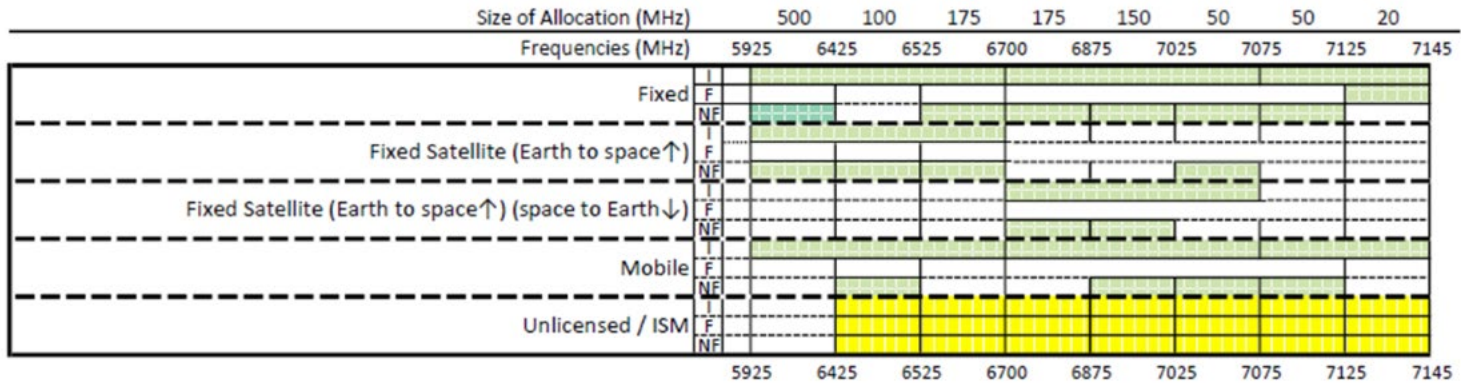 Size of Allocation (MHz) 500 100 175 175 150 50 50 20
Frequencies (MHz) 5925 6425 6525 6700 6875 7025 7075 7125 7145
I
Fixed F
NF
I
Fixed Satellite (Earth to space↑) F
NF
I
Fixed Satellite (Earth to space↑) (space to Earth↓) F
NF
I
Mobile F
NF
I
Unlicensed / ISM F
NF
5925 6425 6525 6700 6875 7025 7075 7125 7145